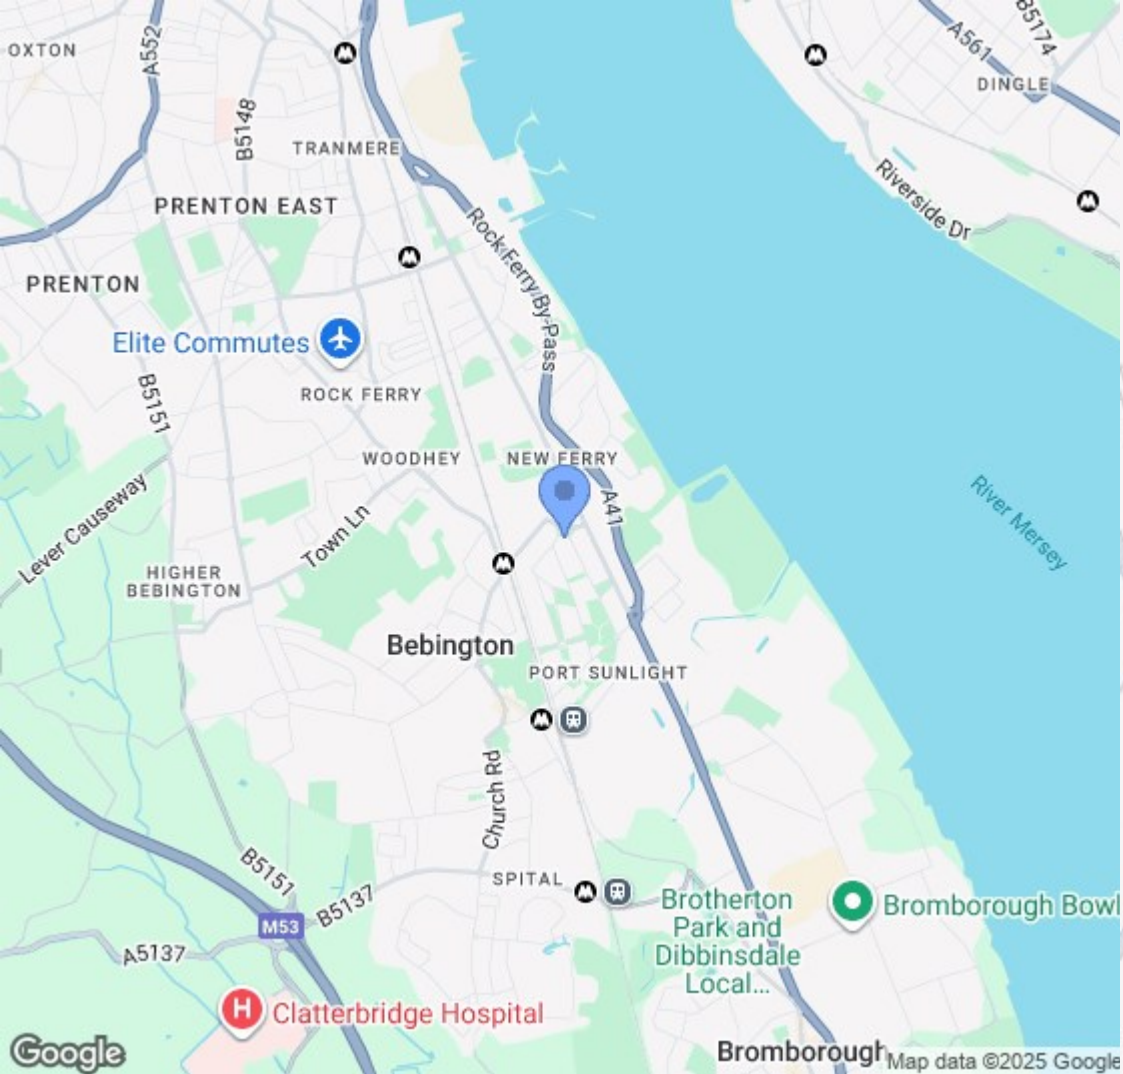 OXTON
A552
B5148
TRANMERE
PRENTON EAST
PRENTON
A561
B5174
DINGLE
Riverside Dr
Rock Ferry By-Pass
Elite Commutes
B5151
ROCK FERRY
WOODHEY
NEW FERRY
A41
River Mersey
Lever Causeway
Town Ln
HIGHER
BEBINGTON
Bebington
PORT SUNLIGHT
Church Rd
B5151
B5137
SPITAL
M53
A5137
Brotherton
Park and
Dibbinsdale
Local...
Bromborough Bowl
H
Clatterbridge Hospital
Bromborough
Google
Map data ©2025 Google